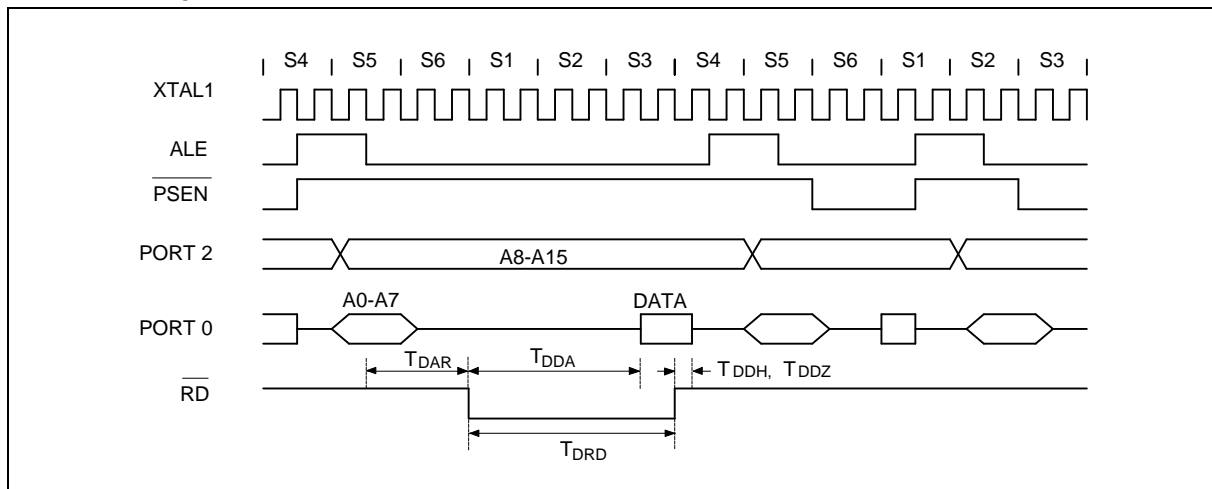 S4 S5 S6 S1 S2 S3 S4 S5 S6 S1 S2 S3
XTAL1
ALE
PSEN
PORT 2
A8-A15
A0-A7 DATA
PORT 0
TDAR TDDA TDDH, TDDZ
RD
TDRD